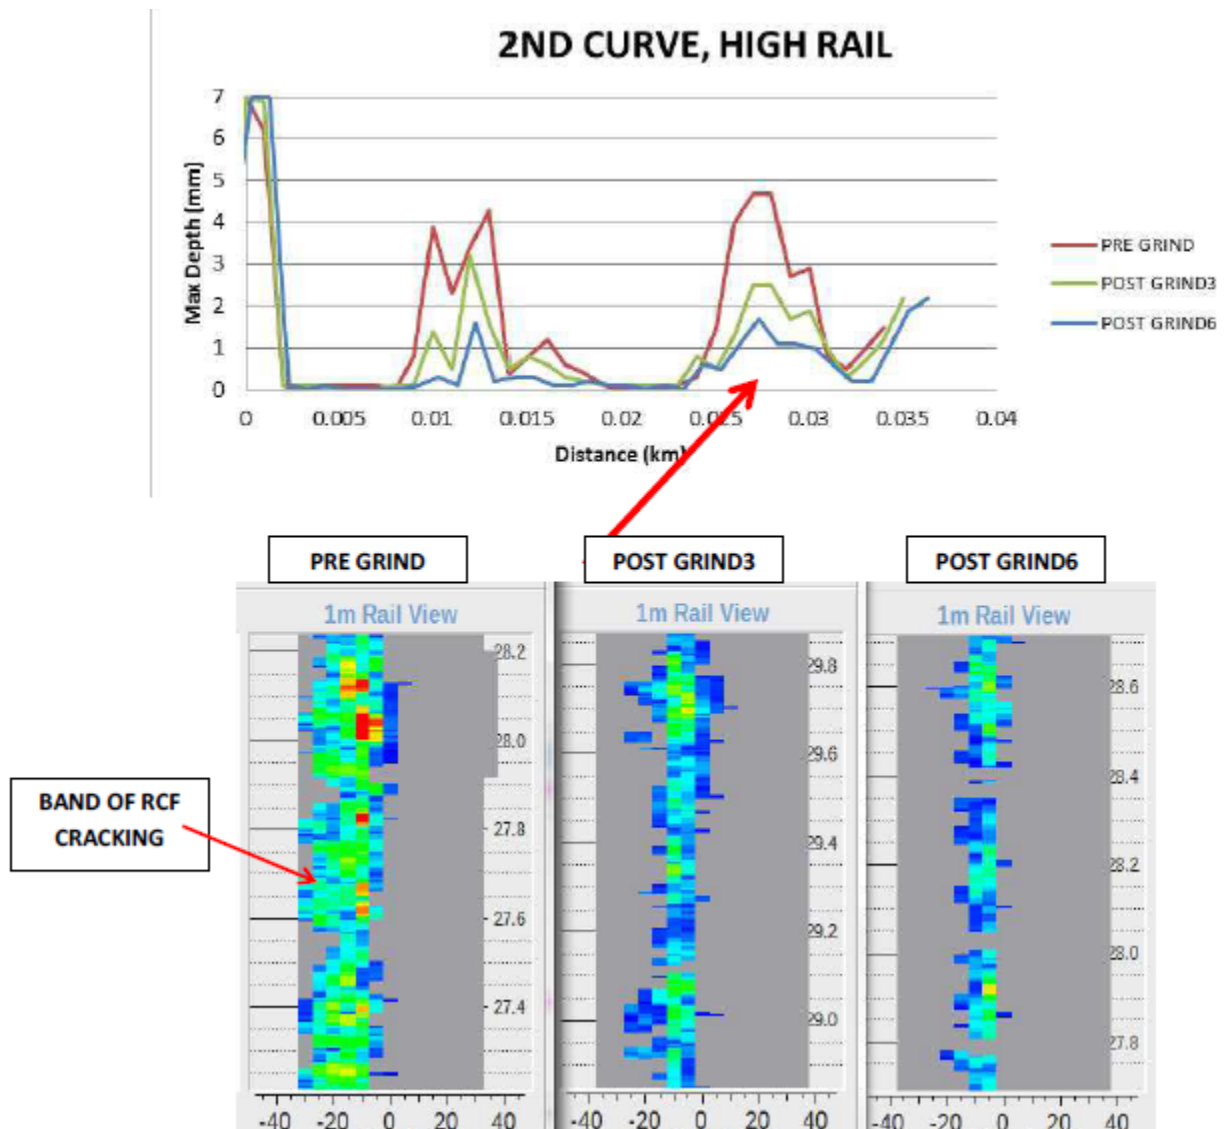 2ND CURVE, HIGH RAIL
7
6
5
4
3
2
1
0
Max Depth (mm)
0 0.005 0.01 0.015 0.02 0.025 0.03 0.035 0.04
Distance (km)
PRE GRIND
POST GRIND3
POST GRIND6
PRE GRIND
POST GRIND3
POST GRIND6
1m Rail View
1m Rail View
1m Rail View
28.2
28.0
27.8
27.6
27.4
-40 -20 0 20 40
29.8
29.6
29.4
29.2
29.0
-40 -20 0 20 40
28.6
28.4
28.2
28.0
27.8
-40 -20 0 20 40
BAND OF RCF
CRACKING